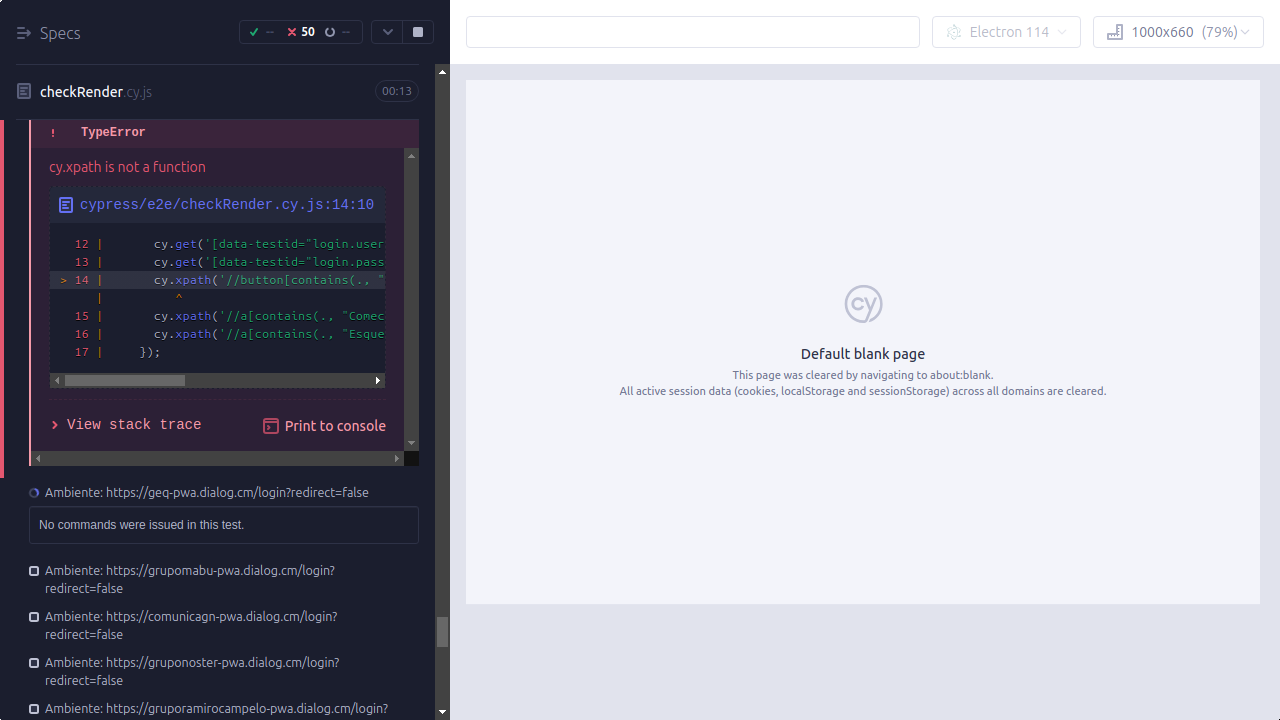 Specs
-- 50 --
Electron 114
1000x660 (79%)
checkRender.cy.js
00:13
! TypeError
cy.xpath is not a function
cypress/e2e/checkRender.cy.js:14:10
12 | cy.get('[data-testid="login.user
13 | cy.get('[data-testid="login.pass
> 14 | cy.xpath('//button[contains(., "
| ^
15 | cy.xpath('//a[contains(., "Comec
16 | cy.xpath('//a[contains(., "Esque
17 | });
View stack trace
Print to console
Ambiente: https://geq-pwa.dialog.cm/login?redirect=false
No commands were issued in this test.
Ambiente: https://grupomabu-pwa.dialog.cm/login?
redirect=false
Ambiente: https://comunicagn-pwa.dialog.cm/login?
redirect=false
Ambiente: https://gruponoster-pwa.dialog.cm/login?
redirect=false
Ambiente: https://gruporamirocampelo-pwa.dialog.cm/login?
cy
Default blank page
This page was cleared by navigating to about:blank.
All active session data (cookies, localStorage and sessionStorage) across all domains are cleared.